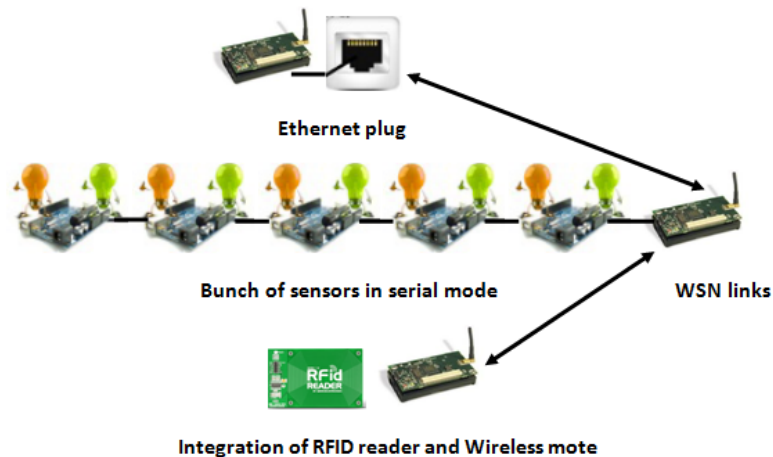 Ethernet plug
Bunch of sensors in serial mode
WSN links
RFid
READER
Integration of RFID reader and Wireless mote